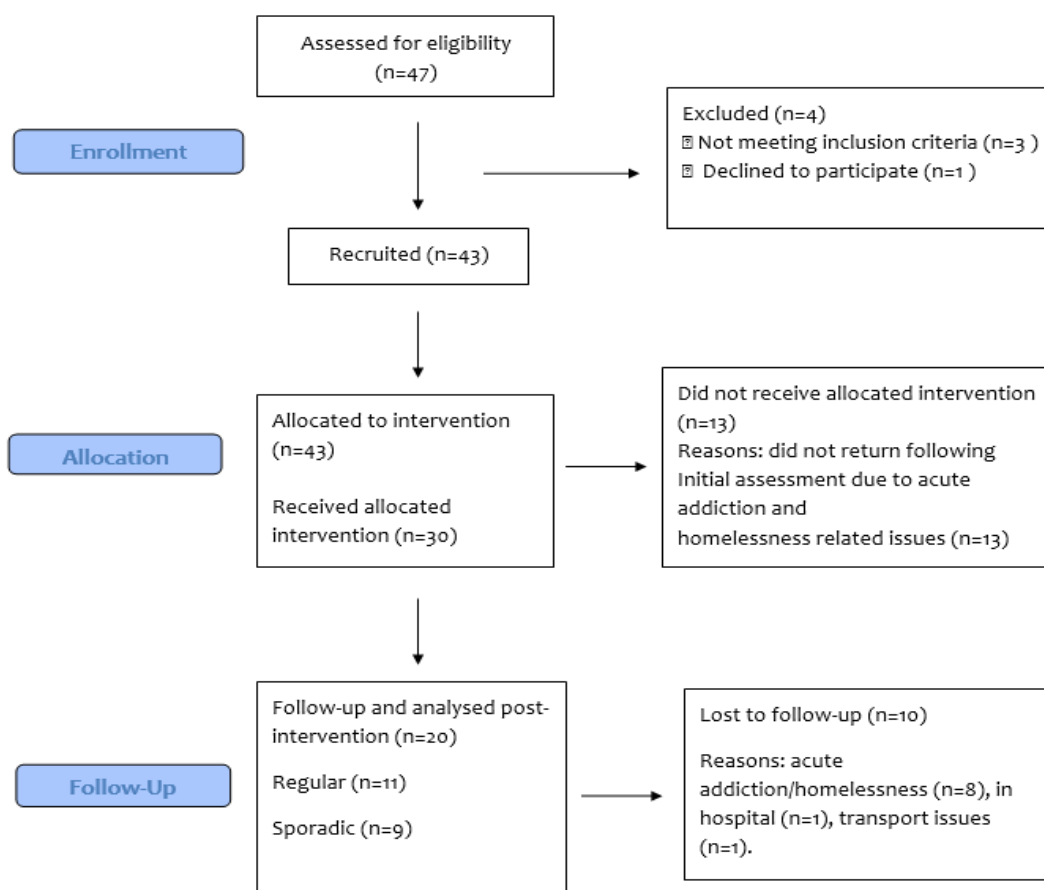 Assessed for eligibility
(n=47)
Enrollment
Excluded (n=4)
Not meeting inclusion criteria (n=3 )
Declined to participate (n=1 )
Recruited (n=43)
Allocation
Allocated to intervention
(n=43)
Received allocated
intervention (n=30)
Did not receive allocated intervention
(n=13)
Reasons: did not return following
Initial assessment due to acute
addiction and
homelessness related issues (n=13)
Follow-Up
Follow-up and analysed post-
intervention (n=20)
Regular (n=11)
Sporadic (n=9)
Lost to follow-up (n=10)
Reasons: acute
addiction/homelessness (n=8), in
hospital (n=1), transport issues
(n=1).